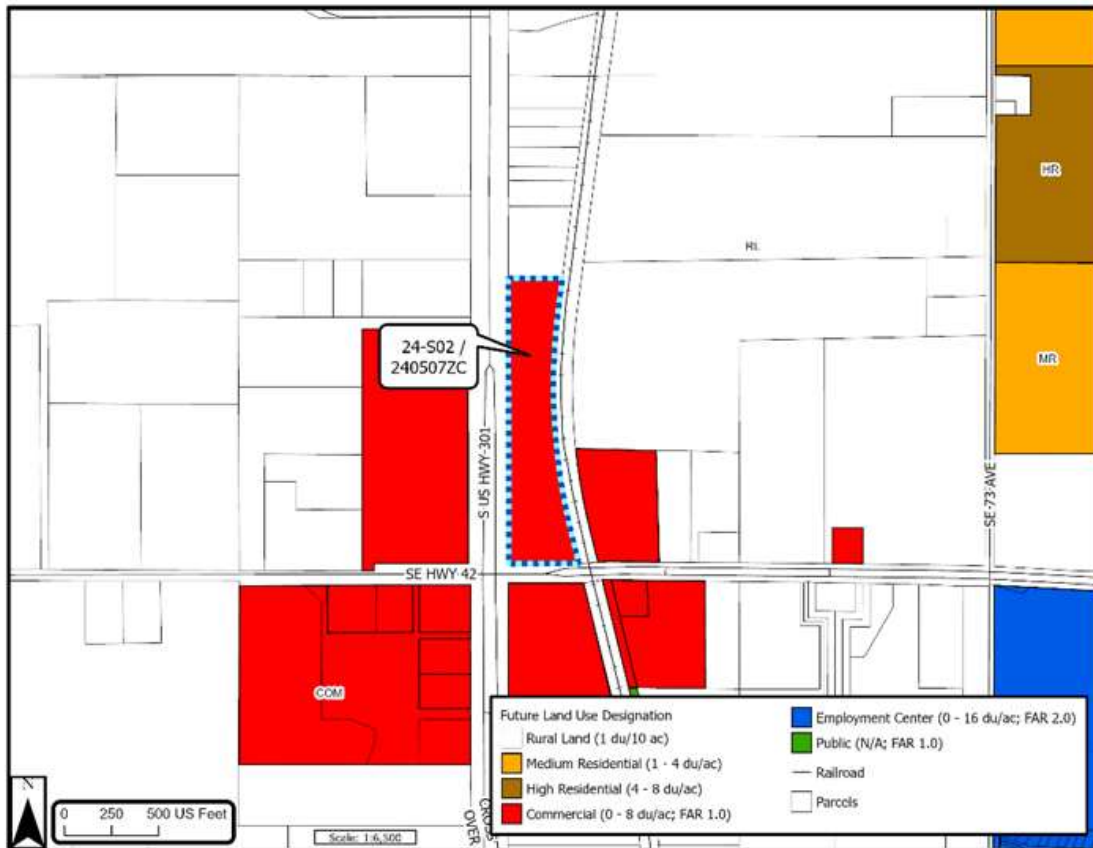 HR
RL
MR
24-S02 /
240507ZC
S US HWY-301
SE-73-AVE
SE HWY-42
COM
CROSS
OVER
Future Land Use Designation
Rural Land (1 du/10 ac)
Medium Residential (1 - 4 du/ac)
High Residential (4 - 8 du/ac)
Commercial (0 - 8 du/ac; FAR 1.0)
Employment Center (0 - 16 du/ac; FAR 2.0)
Public (N/A; FAR 1.0)
Railroad
Parcels
N
0 250 500 US Feet
Scale: 1:6,500